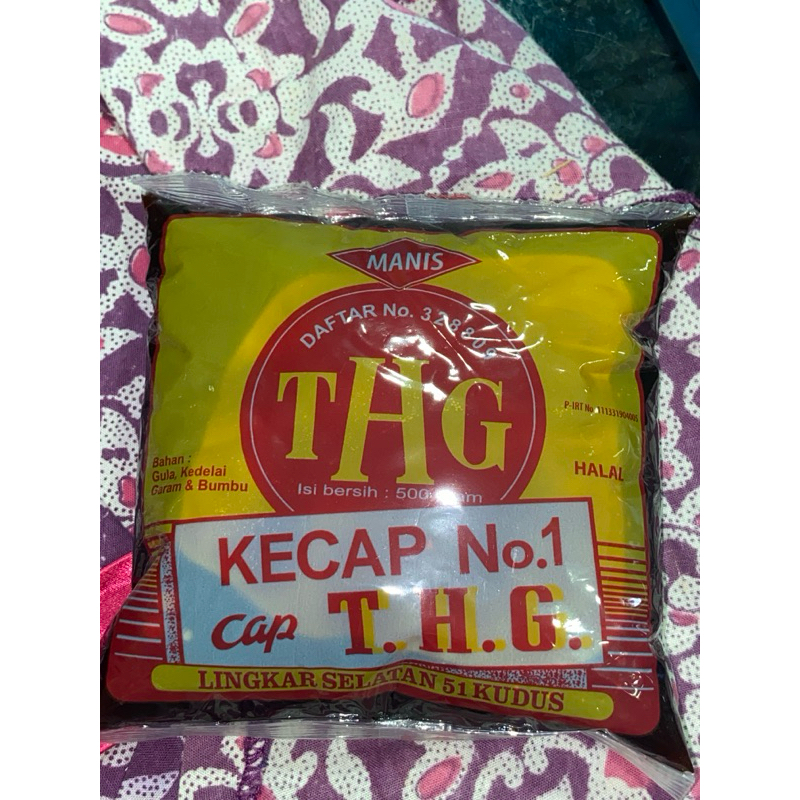 MANIS
DAFTAR No. 328809
THG
P-IRT No.
Bahan :
Gula, Kedelai
Garam & Bumbu
HALAL
Isi bersih : 500
KECAP No.1
cap T.H.G.
LINGKAR SELATAN 51 KUDUS